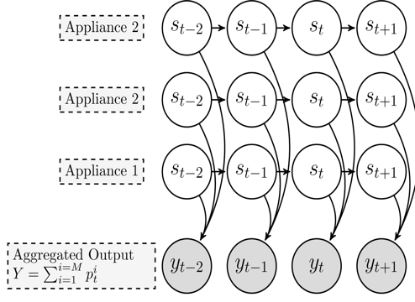 Appliance 2 s_{t-2} s_{t-1} s_t s_{t+1}
Appliance 2 s_{t-2} s_{t-1} s_t s_{t+1}
Appliance 1 s_{t-2} s_{t-1} s_t s_{t+1}
Aggregated Output y_{t-2} y_{t-1} y_t y_{t+1}
Y = \sum_{i=1}^{i=M} p_t^i